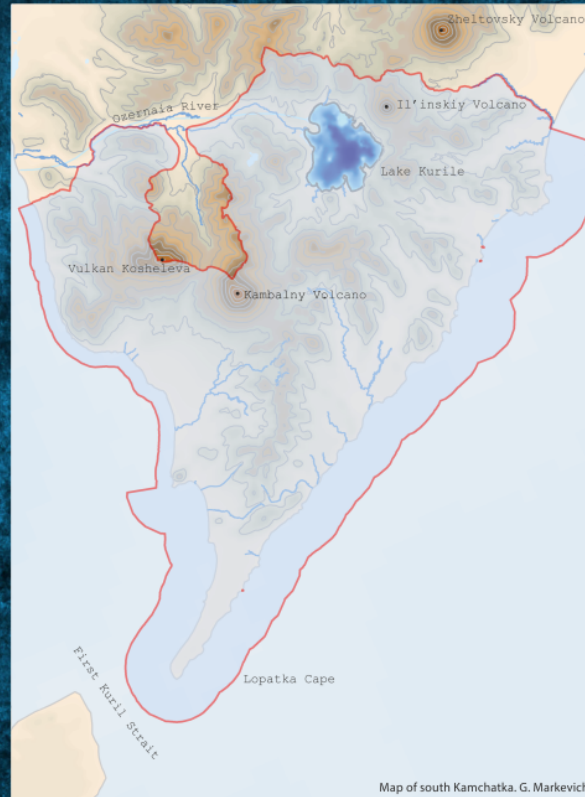 Zheltovsky Volcano
Ozernaia River
Il'inskiy Volcano
Lake Kurile
Vulkan Kosheleva
Kambalny Volcano
Lopatka Cape
First Kuril Strait
Map of south Kamchatka. G. Markevich